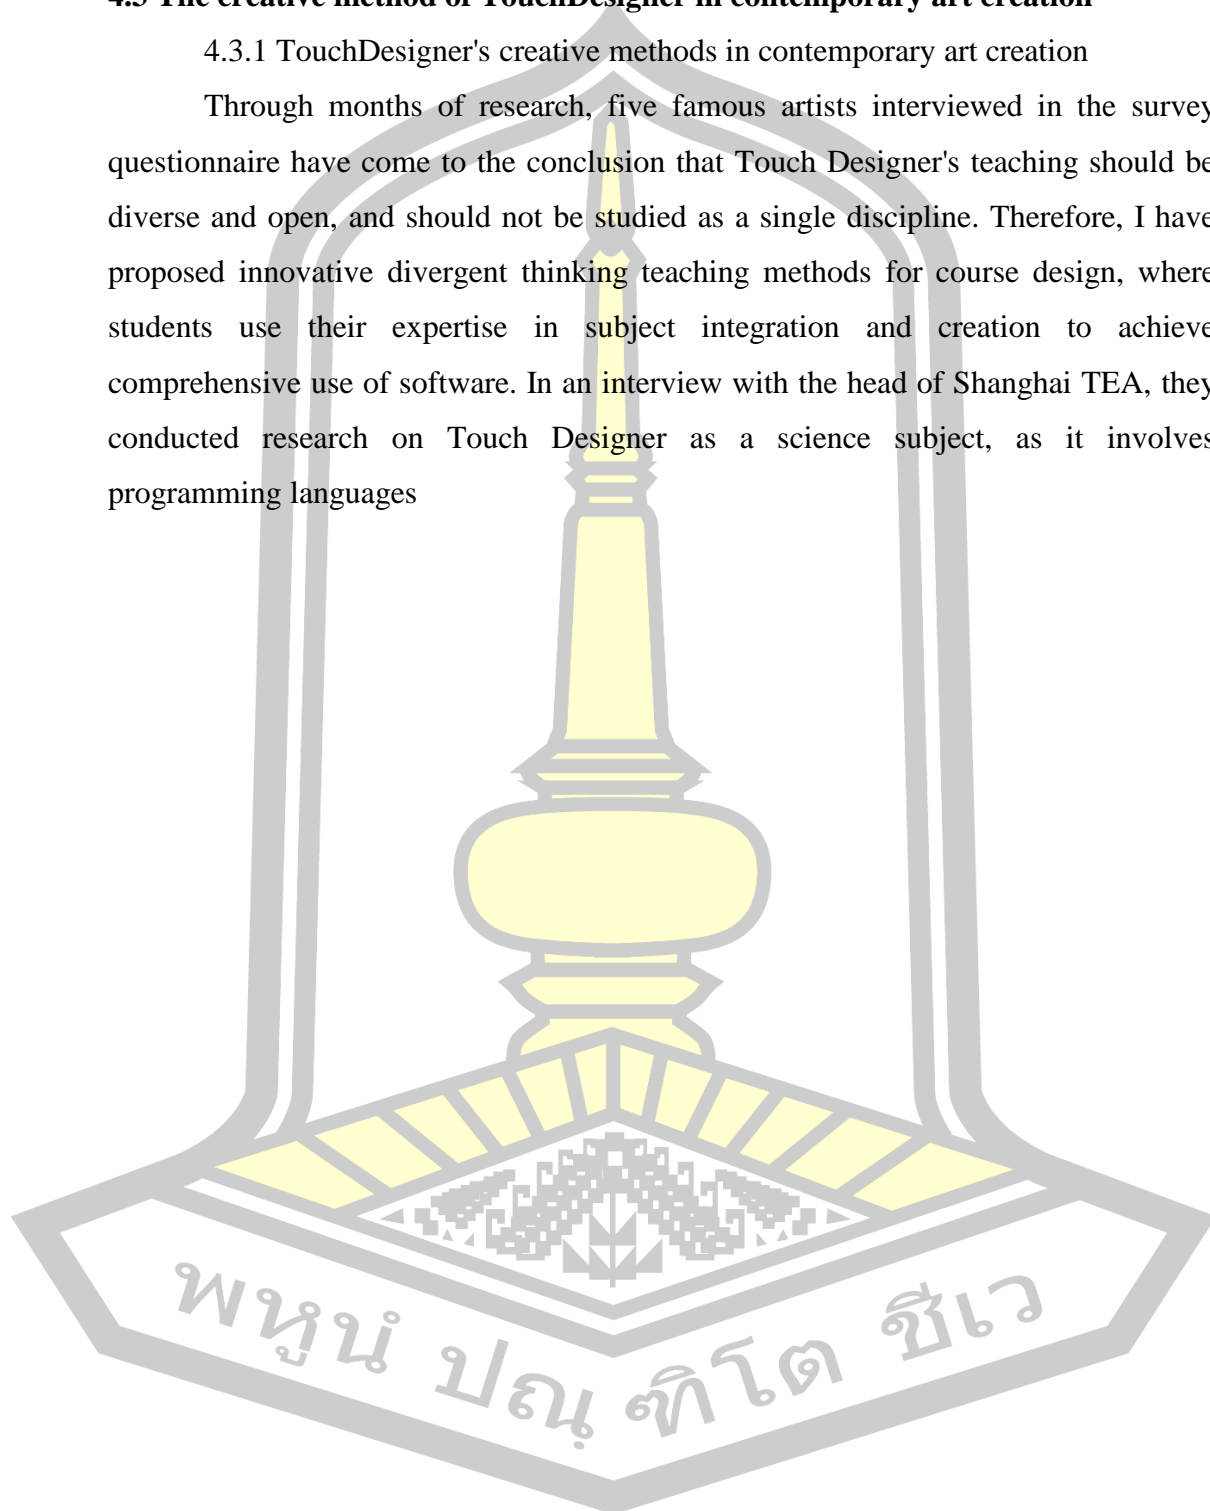 4.3 The creative method of TouchDesigner in contemporary art creation
4.3.1 TouchDesigner's creative methods in contemporary art creation
Through months of research, five famous artists interviewed in the survey
questionnaire have come to the conclusion that Touch Designer's teaching should be
diverse and open, and should not be studied as a single discipline. Therefore, I have
proposed innovative divergent thinking teaching methods for course design, where
students use their expertise in subject integration and creation to achieve
comprehensive use of software. In an interview with the head of Shanghai TEA, they
conducted research on Touch Designer as a science subject, as it involves
programming languages
พหูนํ ปณฺฑิโต ชีเว